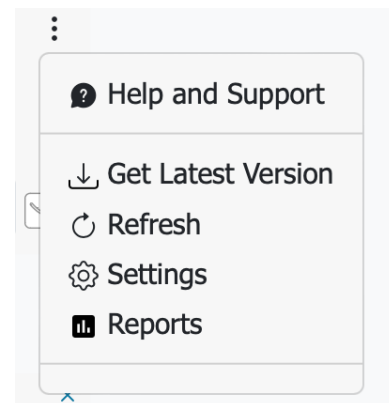 Help and Support
Get Latest Version
Refresh
Settings
Reports